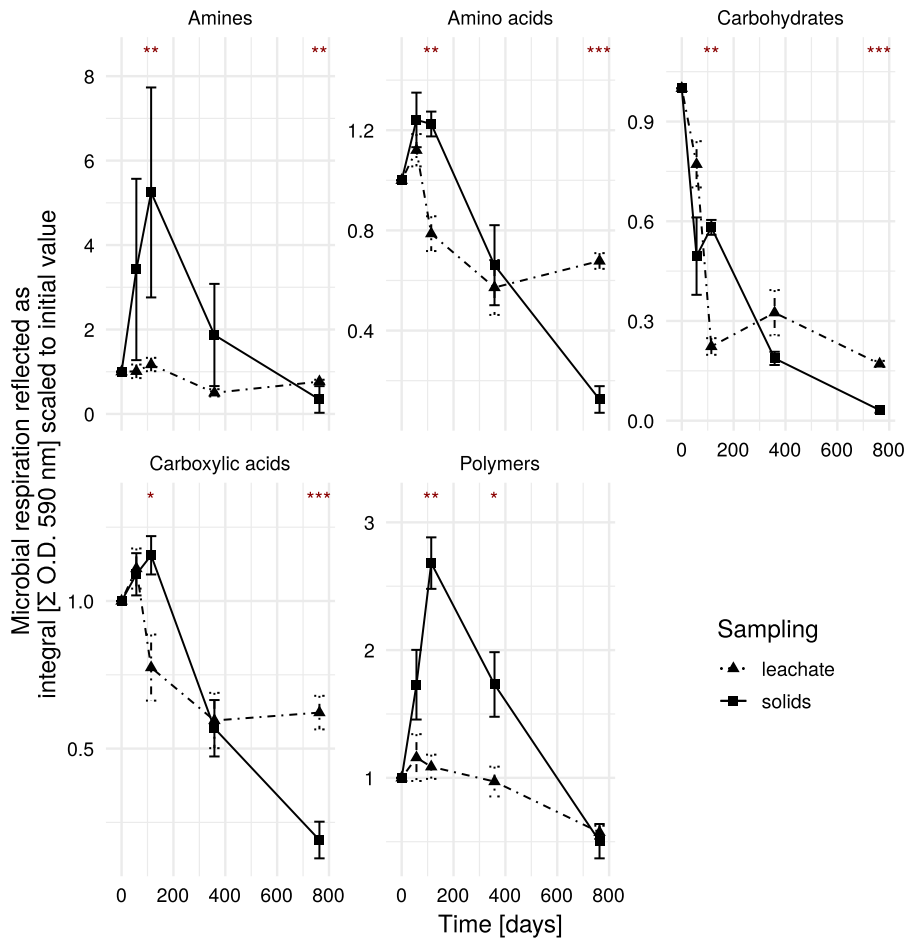 Amines
Amino acids
Carbohydrates
** **
** ***
** ***
8
6
4
2
0
1.2
0.8
0.4
0.9
0.6
0.3
0.0
0 200 400 600 800
Microbial respiration reflected as
integral [Σ O.D. 590 nm] scaled to initial value
Carboxylic acids
Polymers
* ***
** *
1.0
0.5
3
2
1
0 200 400 600 800
0 200 400 600 800
Time [days]
Sampling
leachate
solids